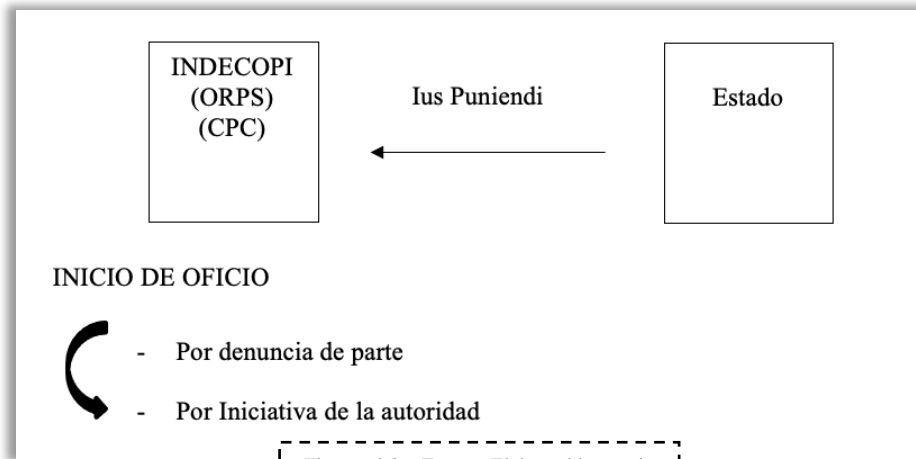 INDECOPI
(ORPS)
(CPC)
Ius Puniendi
Estado
INICIO DE OFICIO
- Por denuncia de parte
- Por Iniciativa de la autoridad